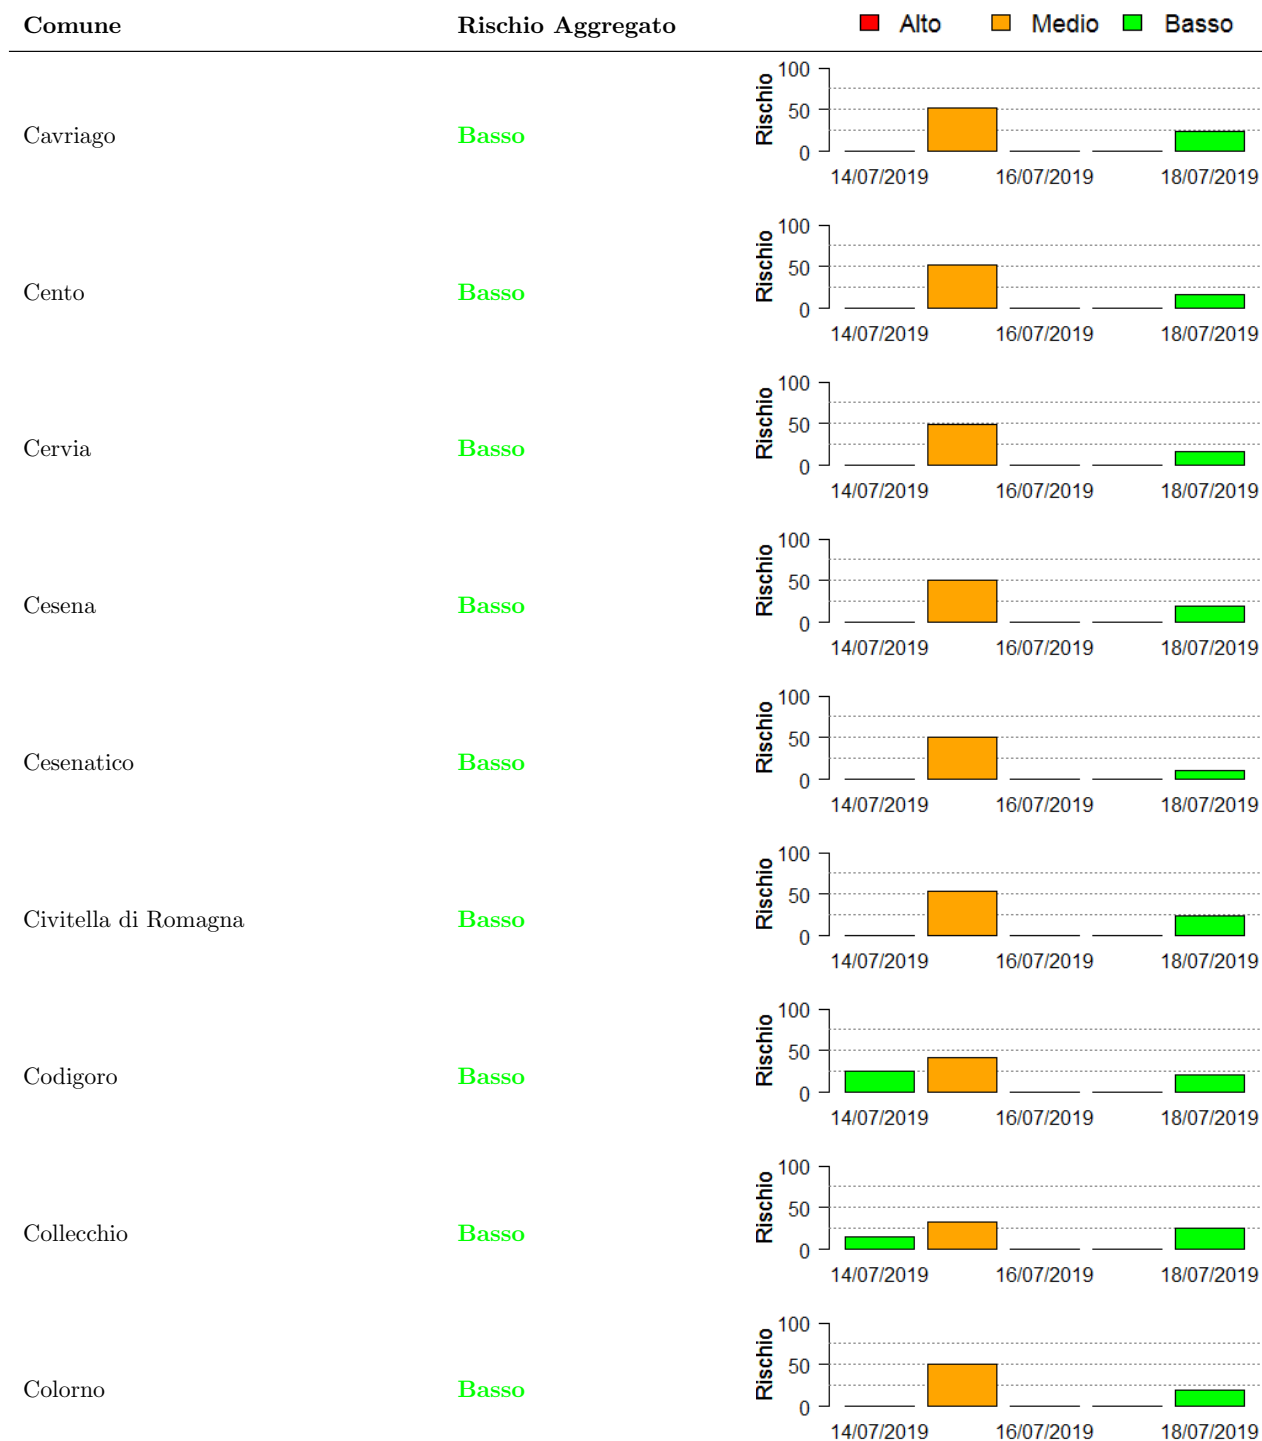 Comune Rischio Aggregato Alto Medio Basso
100
50
0
Rischio
Cavriago Basso
14/07/2019 16/07/2019 18/07/2019
100
50
0
Rischio
Cento Basso
14/07/2019 16/07/2019 18/07/2019
100
50
0
Rischio
Cervia Basso
14/07/2019 16/07/2019 18/07/2019
100
50
0
Rischio
Cesena Basso
14/07/2019 16/07/2019 18/07/2019
100
50
0
Rischio
Cesenatico Basso
14/07/2019 16/07/2019 18/07/2019
100
50
0
Rischio
Civitella di Romagna Basso
14/07/2019 16/07/2019 18/07/2019
100
50
0
Rischio
Codigoro Basso
14/07/2019 16/07/2019 18/07/2019
100
50
0
Rischio
Collecchio Basso
14/07/2019 16/07/2019 18/07/2019
100
50
0
Rischio
Colorno Basso
14/07/2019 16/07/2019 18/07/2019